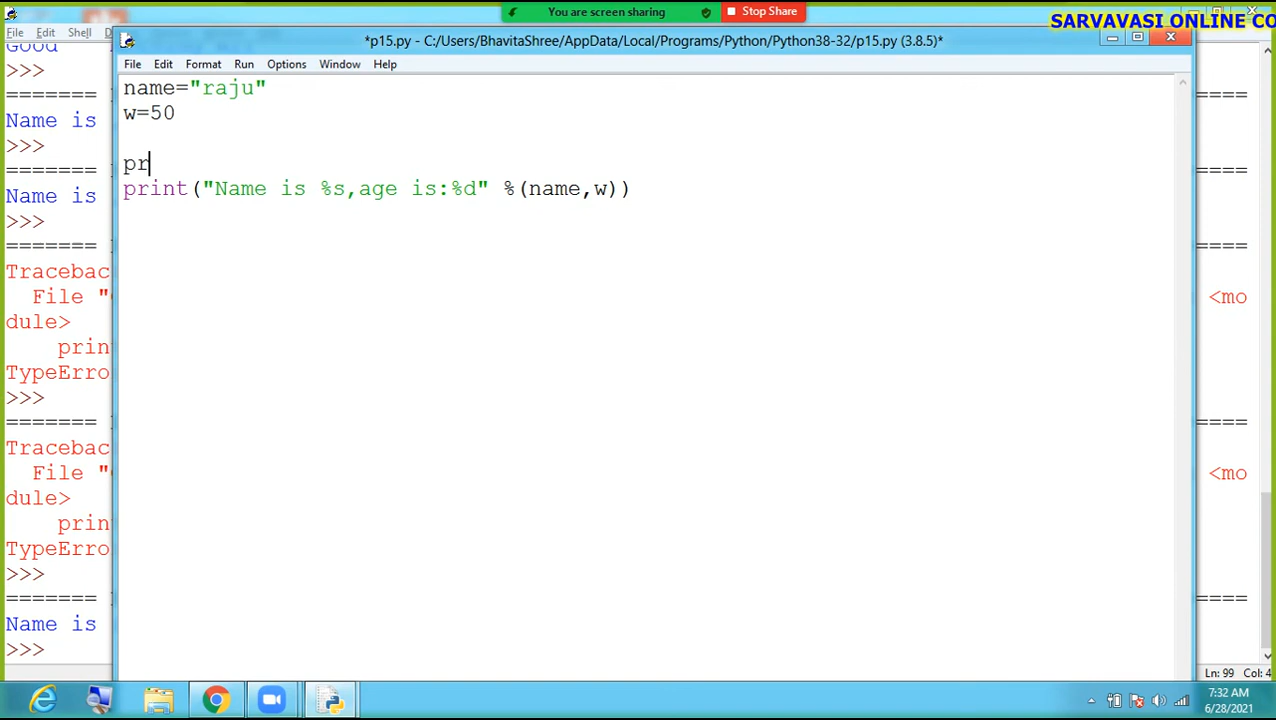 You are screen sharing
Stop Share
SARVAVASI ONLINE CO
File Edit Shell D
*p15.py - C:/Users/BhavitaShree/AppData/Local/Programs/Python/Python38-32/p15.py (3.8.5)*
File Edit Format Run Options Window Help
name="raju"
w=50
pr
print("Name is %s,age is:%d" %(name,w))
Good
>>>
=======
====
Name is
>>>
=======
====
Name is
>>>
=======
====
Tracebac
File "
<mo
dule>
prin
TypeErro
>>>
=======
====
Tracebac
File "
<mo
dule>
prin
TypeErro
>>>
=======
====
Name is
>>>
Ln: 99 Col: 4
7:32 AM
6/28/2021